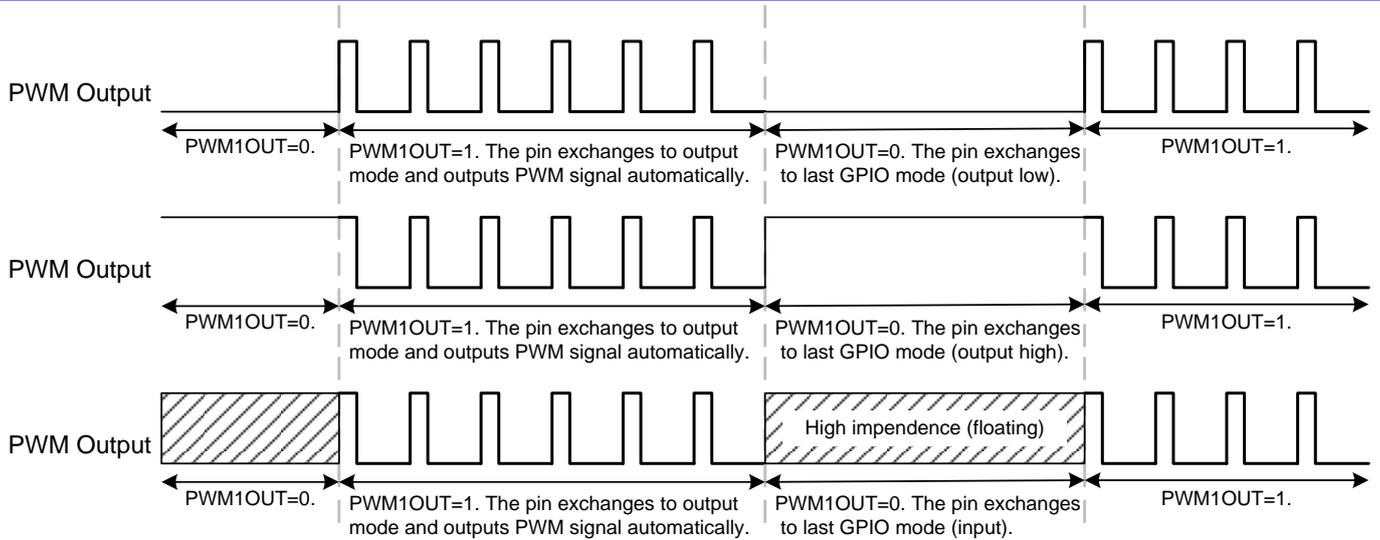 PWM Output
PWM1OUT=0.
PWM1OUT=1. The pin exchanges to output
mode and outputs PWM signal automatically.
PWM1OUT=0. The pin exchanges
to last GPIO mode (output low).
PWM1OUT=1.
PWM Output
PWM1OUT=0.
PWM1OUT=1. The pin exchanges to output
mode and outputs PWM signal automatically.
PWM1OUT=0. The pin exchanges
to last GPIO mode (output high).
PWM1OUT=1.
PWM Output
High impendence (floating)
PWM1OUT=0.
PWM1OUT=1. The pin exchanges to output
mode and outputs PWM signal automatically.
PWM1OUT=0. The pin exchanges
to last GPIO mode (input).
PWM1OUT=1.